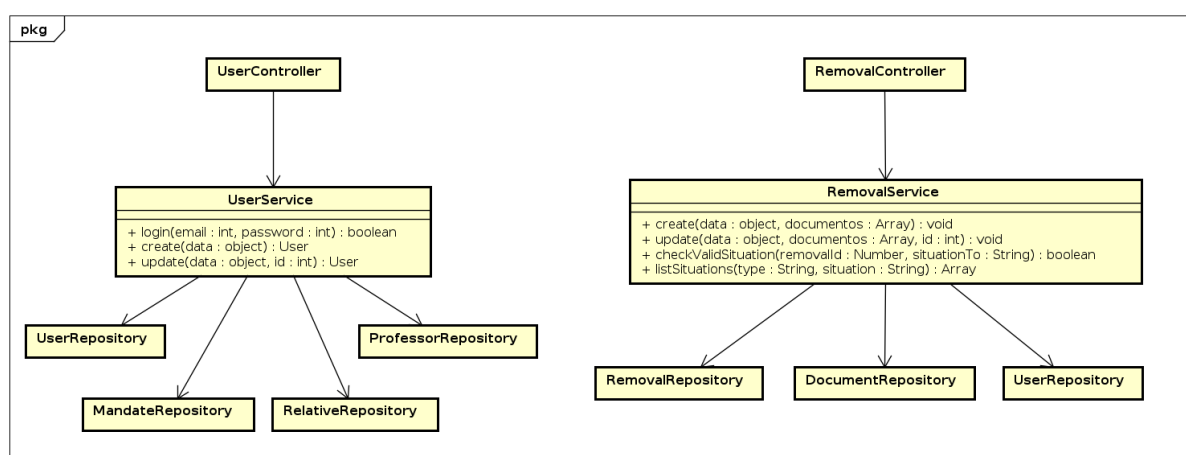 pkg
UserController
RemovalController
UserService
+ login(email : int, password : int) : boolean
+ create(data : object) : User
+ update(data : object, id : int) : User
RemovalService
+ create(data : object, documentos : Array) : void
+ update(data : object, documentos : Array, id : int) : void
+ checkValidSituation(removalId : Number, situationTo : String) : boolean
+ listSituations(type : String, situation : String) : Array
UserRepository
ProfessorRepository
MandateRepository
RelativeRepository
RemovalRepository
DocumentRepository
UserRepository